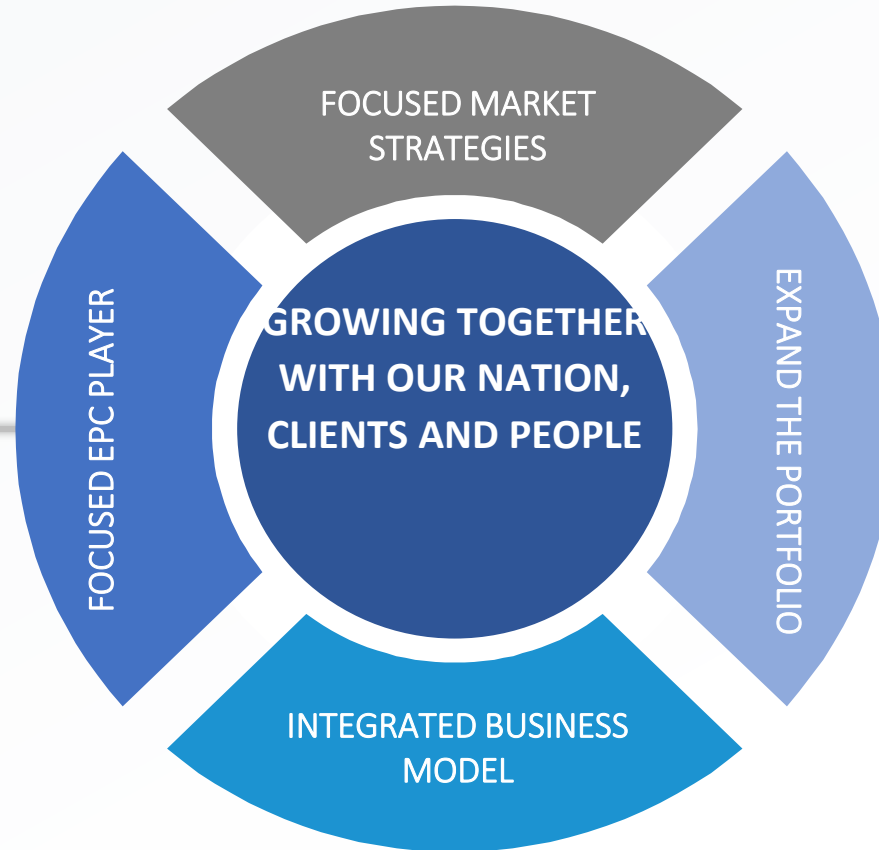 FOCUSED MARKET
STRATEGIES
FOCUSED EPC PLAYER
GROWING TOGETHER
WITH OUR NATION,
CLIENTS AND PEOPLE
EXPAND THE PORTFOLIO
INTEGRATED BUSINESS
MODEL